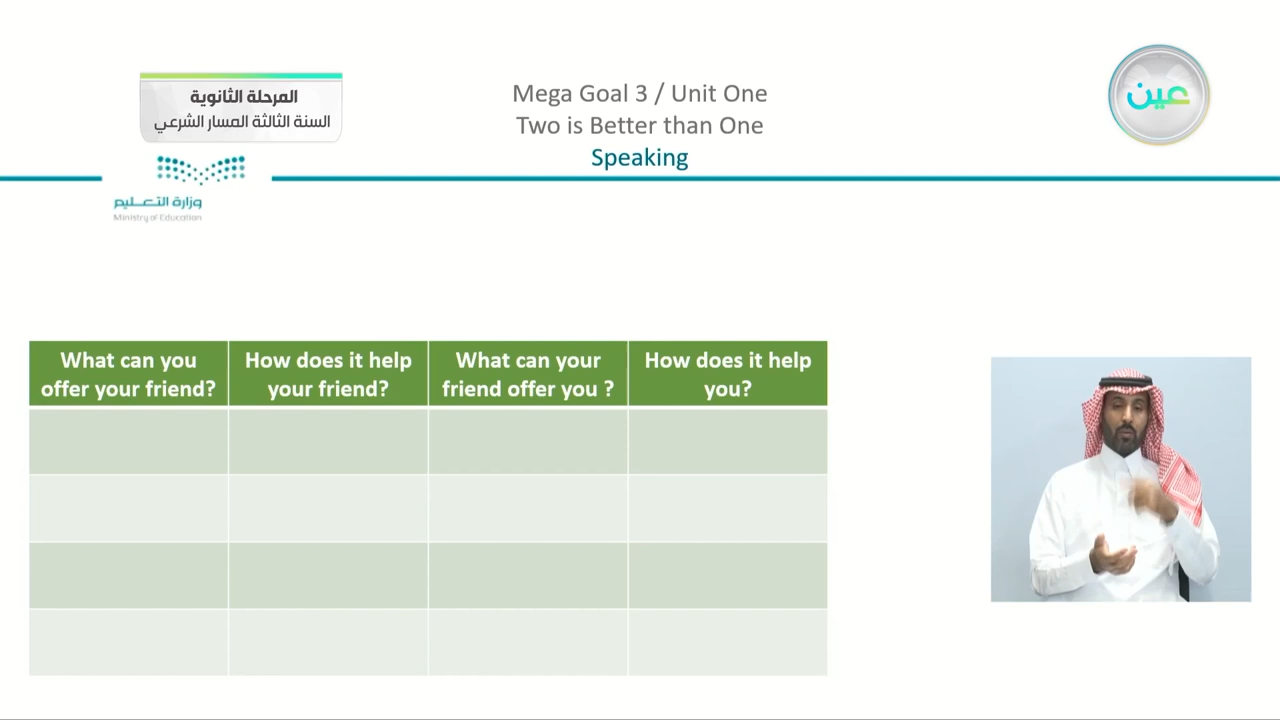 المرحلة الثانوية
السنة الثالثة المسار الشرعي
Mega Goal 3 / Unit One
Two is Better than One
Speaking
عين
وزارة التعليم
Ministry of Education
What can you
offer your friend?
How does it help
your friend?
What can your
friend offer you ?
How does it help
you?